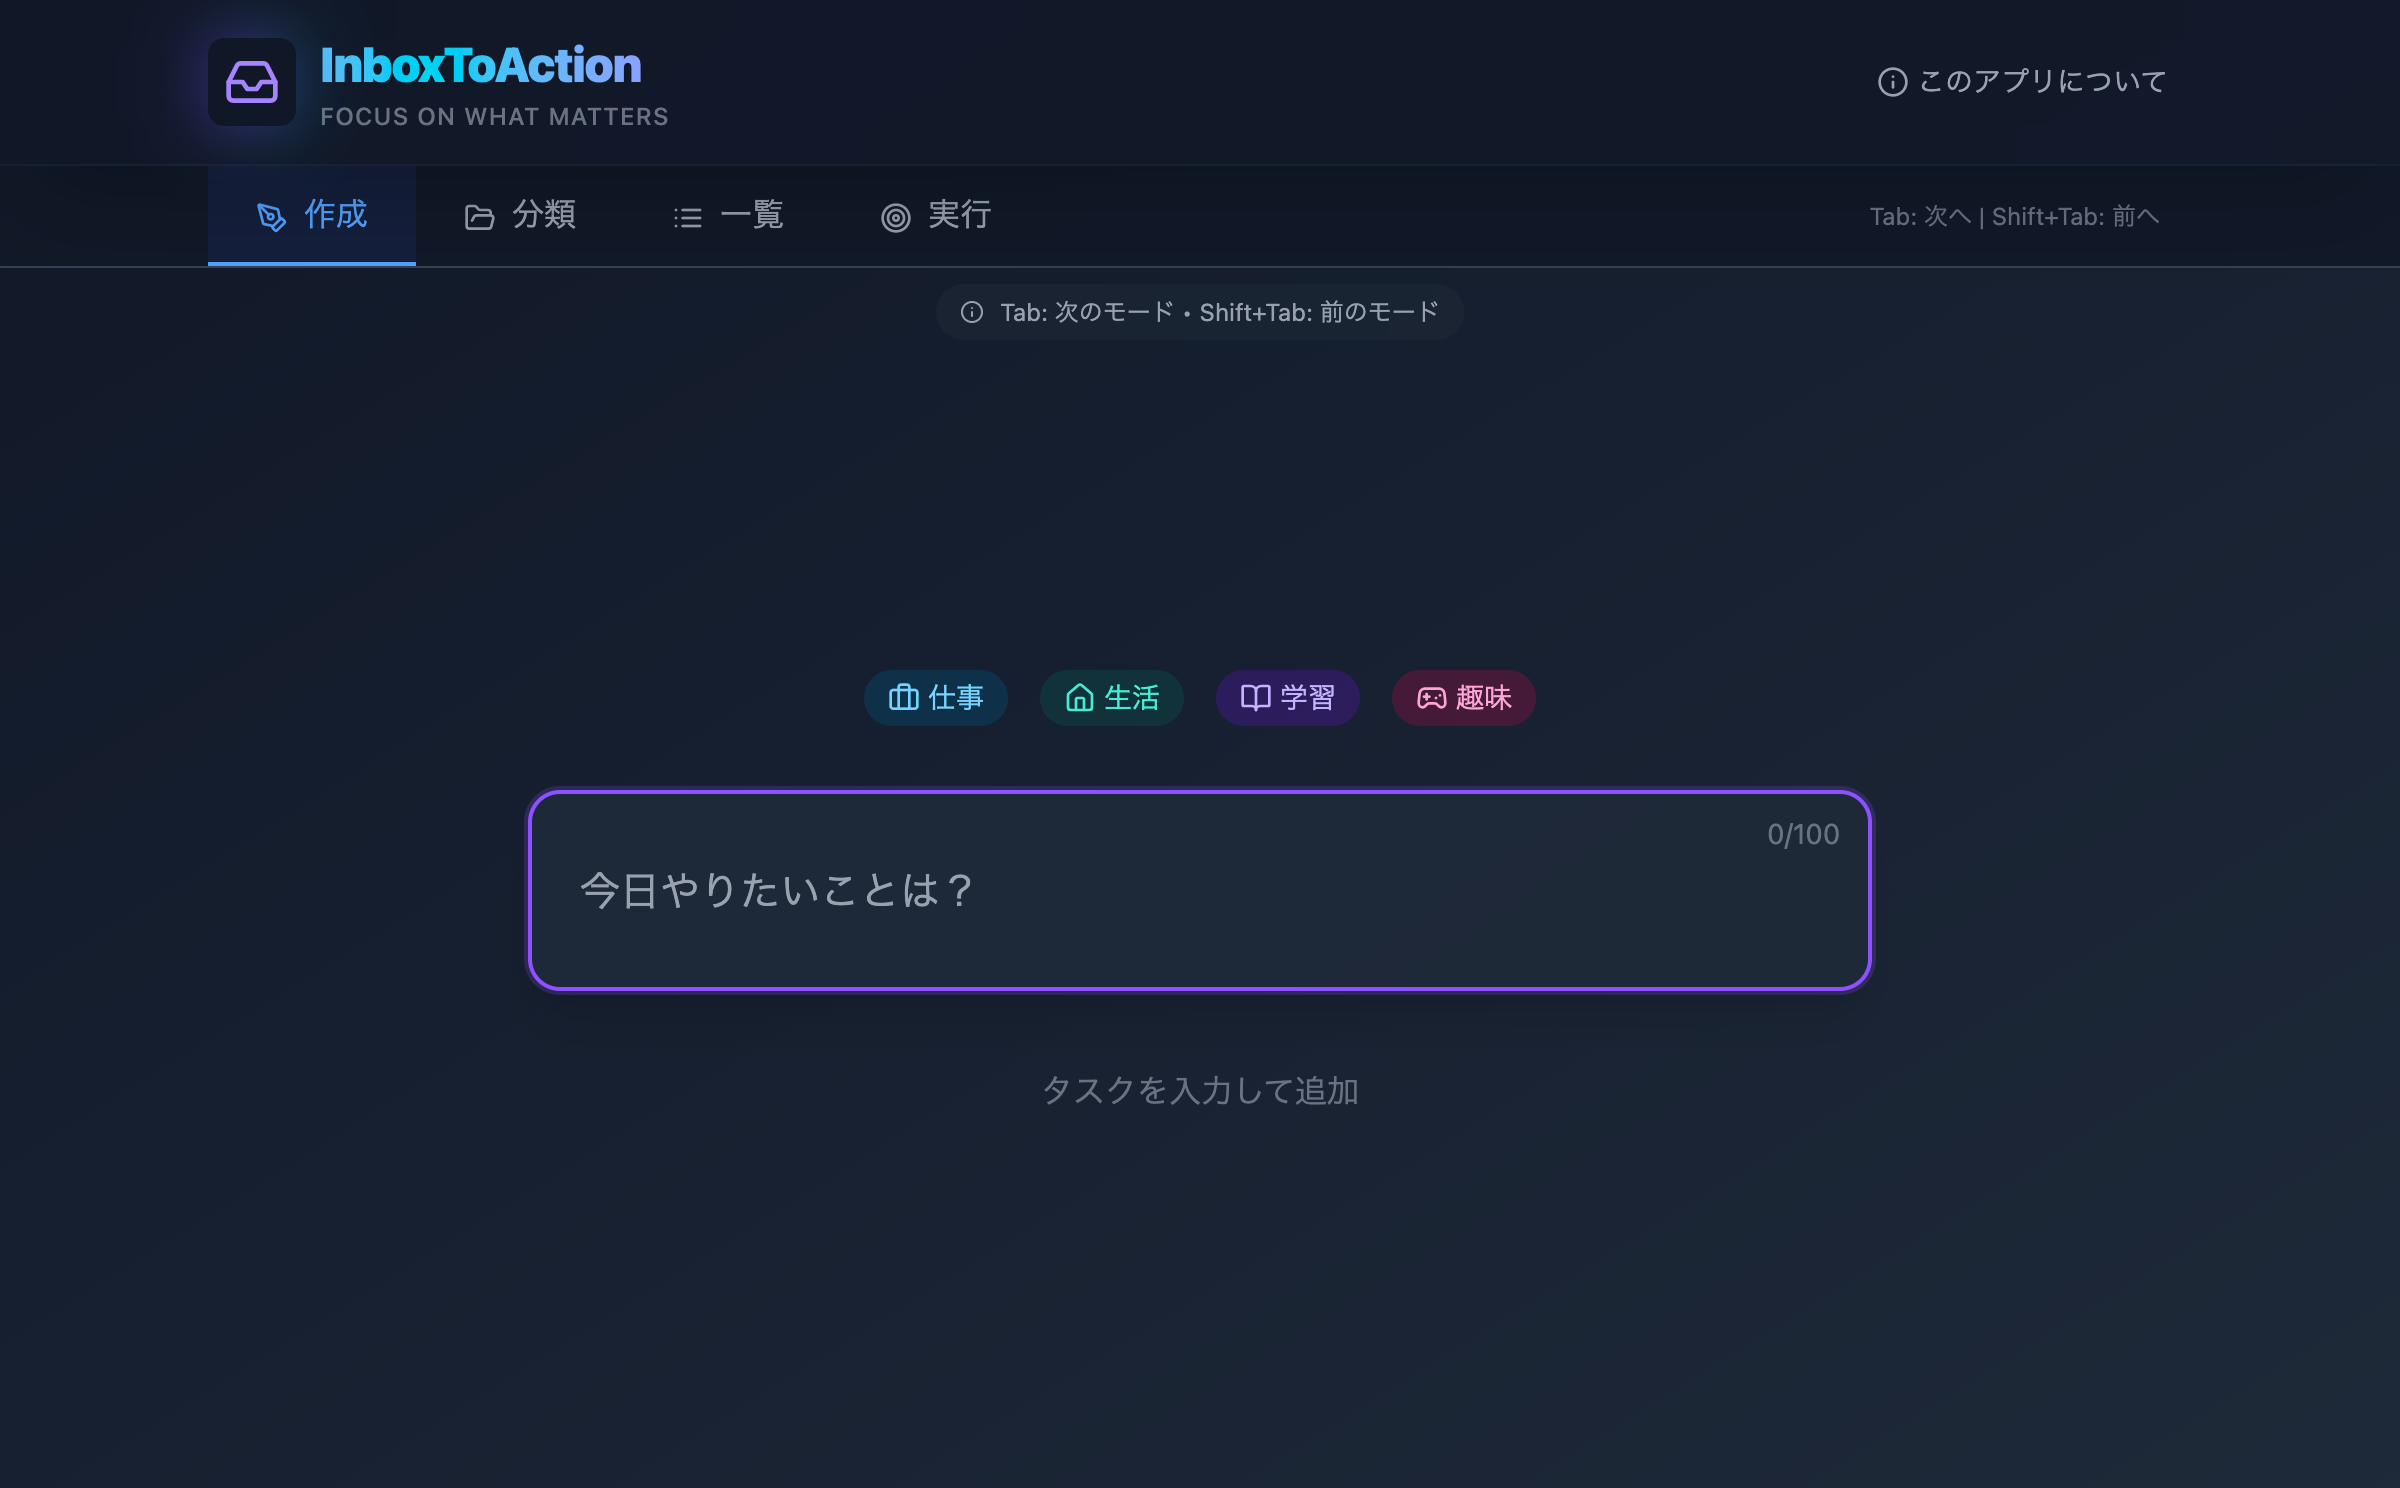 InboxToAction
FOCUS ON WHAT MATTERS
このアプリについて
作成
分類
一覧
実行
Tab: 次へ | Shift+Tab: 前へ
Tab: 次のモード • Shift+Tab: 前のモード
仕事
生活
学習
趣味
0/100
今日やりたいことは？
タスクを入力して追加